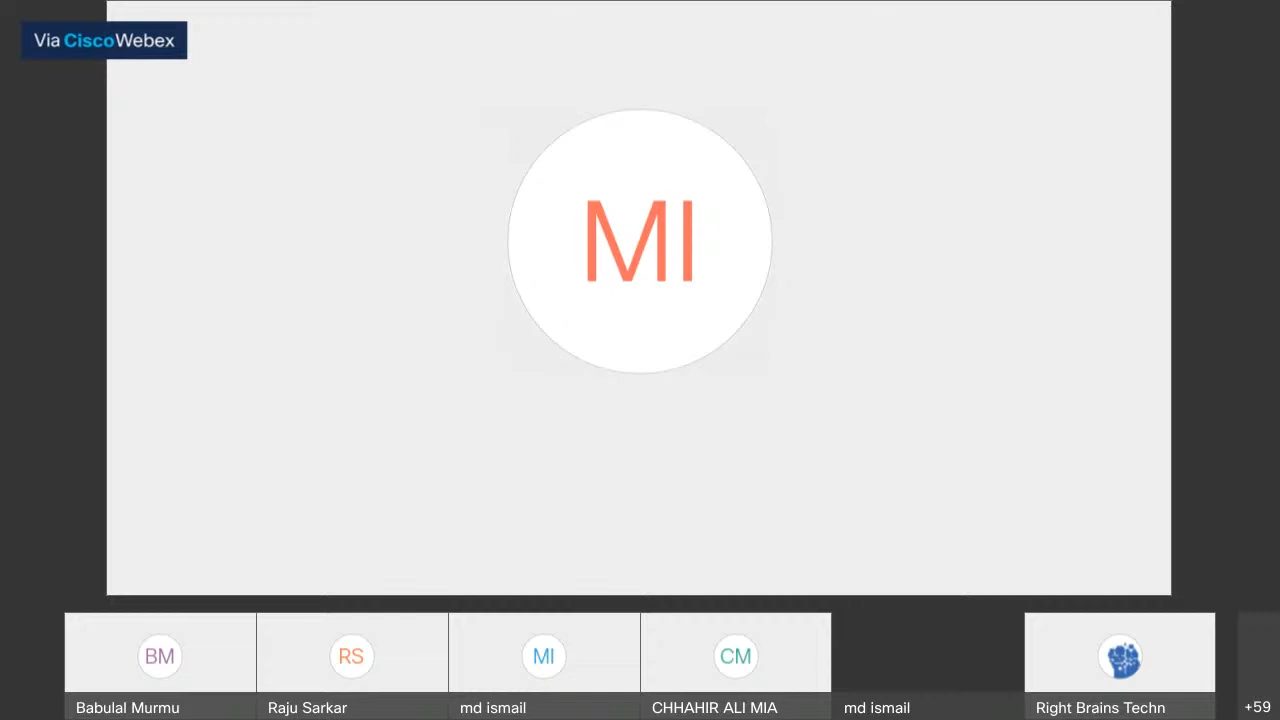 Via CiscoWebex
MI
BM
RS
MI
CM
Babulal Murmu
Raju Sarkar
md ismail
CHHAHIR ALI MIA
md ismail
Right Brains Techn
+59